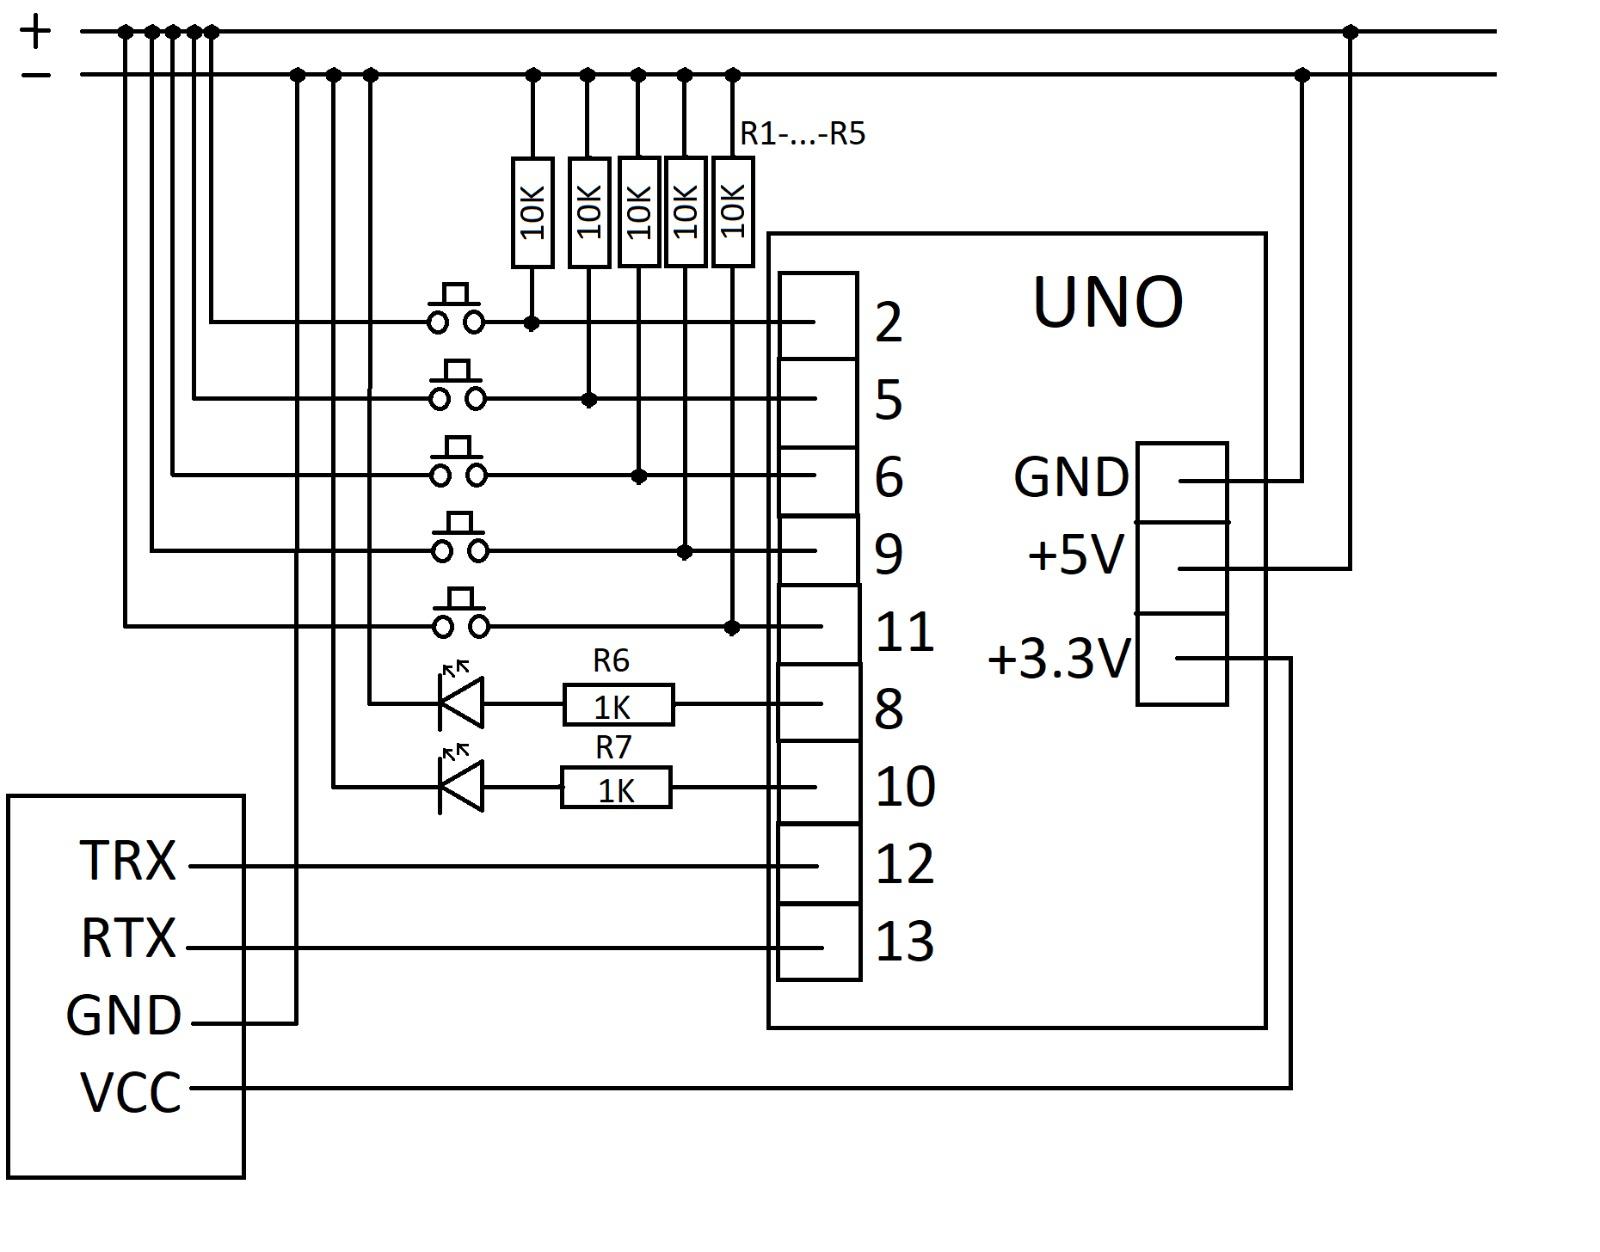 +
−
R1-...-R5
10K
10K
10K
10K
10K
UNO
2
5
6
9
11
8
10
12
13
GND
+5V
+3.3V
R6
1K
R7
1K
TRX
RTX
GND
VCC